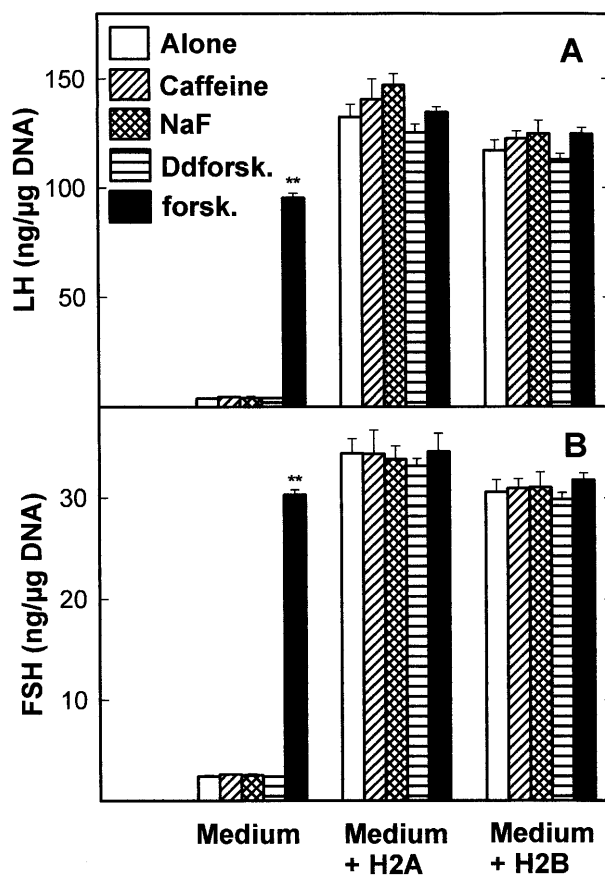 A
Alone
Caffeine
NaF
Ddforsk.
forsk.
**
LH (ng/µg DNA)
150
100
50
B
**
FSH (ng/µg DNA)
30
20
10
Medium
Medium + H2A
Medium + H2B